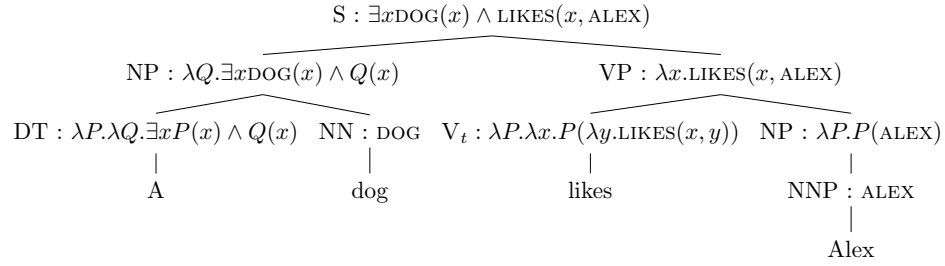 S : ∃xDOG(x) ∧ LIKES(x, ALEX)
NP : λQ.∃xDOG(x) ∧ Q(x) VP : λx.LIKES(x, ALEX)
DT : λP.λQ.∃xP(x) ∧ Q(x) NN : DOG Vₜ : λP.λx.P(λy.LIKES(x, y)) NP : λP.P(ALEX)
A dog likes NNP : ALEX
Alex